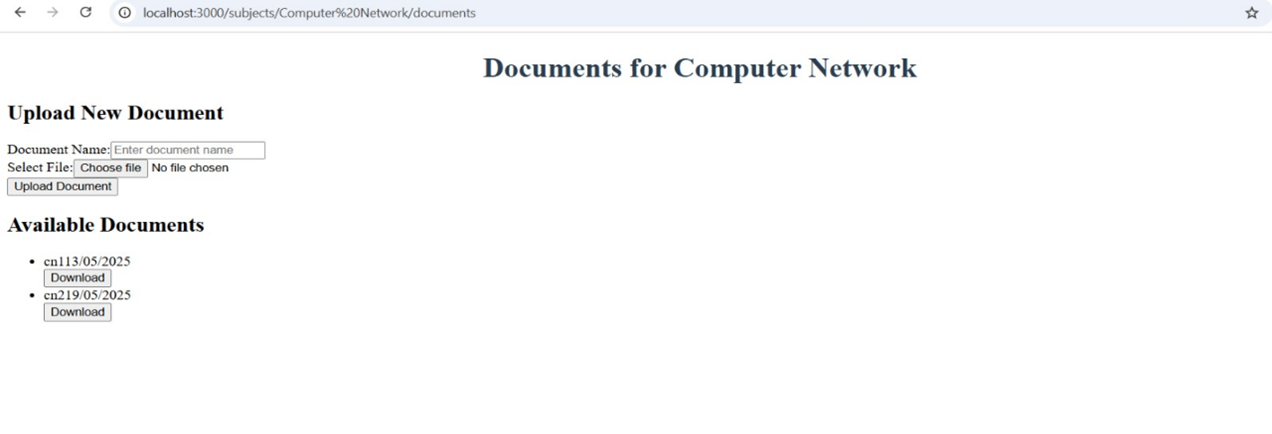 localhost:3000/subjects/Computer%20Network/documents
Documents for Computer Network
Upload New Document
Document Name: Enter document name
Select File: Choose file No file chosen
Upload Document
Available Documents
• cn113/05/2025
Download
• cn219/05/2025
Download